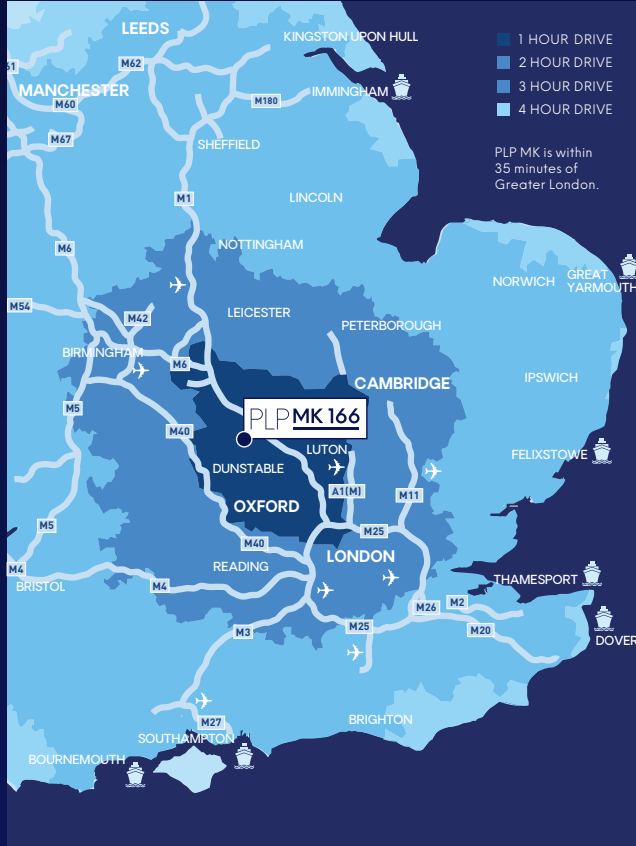 LEEDS
KINGSTON UPON HULL
1 HOUR DRIVE
2 HOUR DRIVE
3 HOUR DRIVE
4 HOUR DRIVE
61
M62
MANCHESTER
M60
M180
IMMINGHAM
M67
SHEFFIELD
PLP MK is within
35 minutes of
Greater London.
M1
LINCOLN
M6
NOTTINGHAM
NORWICH
GREAT
YARMOUTH
M54
M42
LEICESTER
PETERBOROUGH
BIRMINGHAM
M6
CAMBRIDGE
IPSWICH
M5
PLP MK 166
M40
LUTON
FELIXSTOWE
DUNSTABLE
A1(M)
M11
OXFORD
M5
M25
M40
LONDON
M4
READING
BRISTOL
M4
THAMESPORT
M26
M2
M3
M25
M20
DOVER
M27
BRIGHTON
SOUTHAMPTON
BOURNEMOUTH